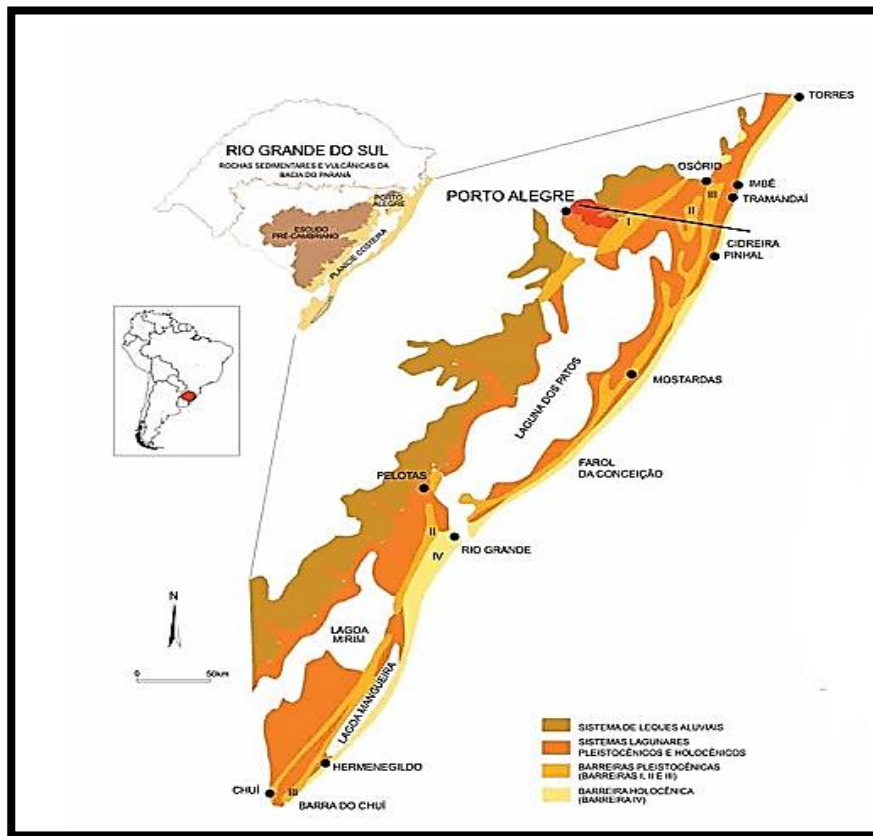 TORRES
RIO GRANDE DO SUL
ROCHAS SEDIMENTARES E VULCÂNICAS DA
BACIA DO PARANÁ
PORTO
ALEGRE
ESCUDO
PRÉ-CAMBRIANO
PLANÍCIE COSTEIRA
OSÓRIO
IMBÉ
TRAMANDAÍ
PORTO ALEGRE
I
II
III
CIDREIRA
PINHAL
MOSTARDAS
LAGUNA DOS PATOS
FAROL
DA CONCEIÇÃO
PELOTAS
II
IV
RIO GRANDE
N
0 50km
LAGOA
MIRIM
LAGOA MANGUEIRA
HERMENEGILDO
CHUÍ
III
BARRA DO CHUÍ
SISTEMA DE LEQUES ALUVIAIS
SISTEMAS LAGUNARES
PLEISTOCÊNICOS E HOLOCÊNICOS
BARREIRAS PLEISTOCÊNICAS
(BARREIRAS I, II E III)
BARREIRA HOLOCÊNICA
(BARREIRA IV)